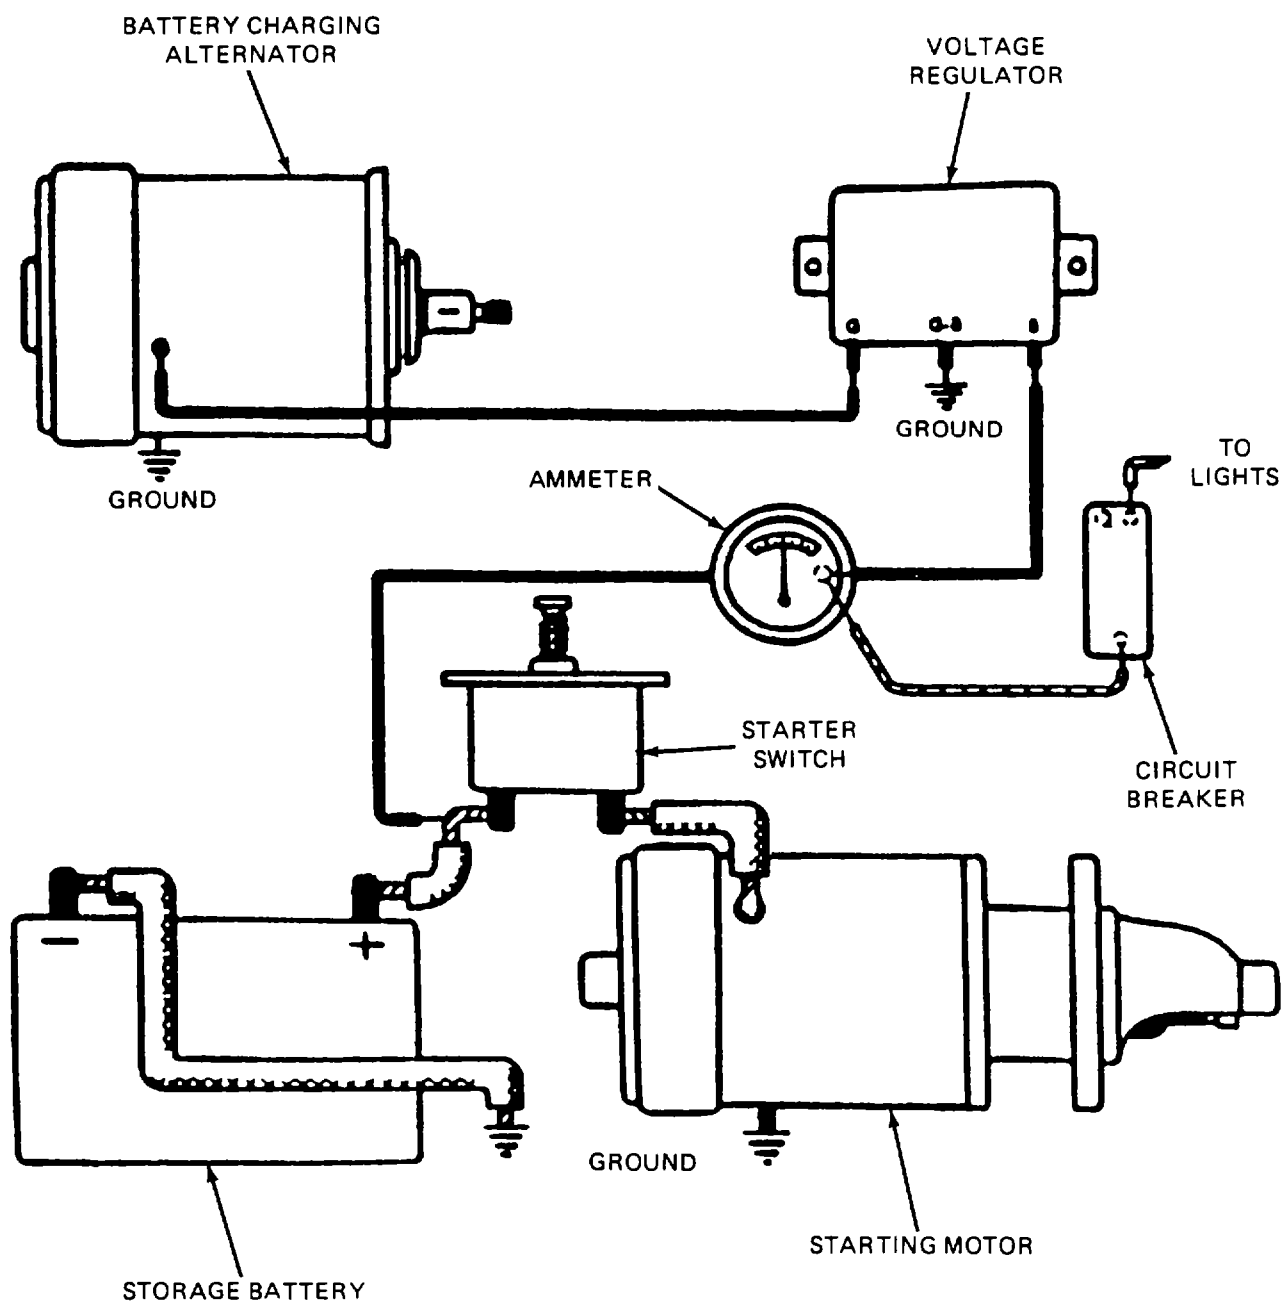 BATTERY CHARGING
ALTERNATOR
VOLTAGE
REGULATOR
GROUND
GROUND
AMMETER
TO
LIGHTS
STARTER
SWITCH
CIRCUIT
BREAKER
−
+
GROUND
STARTING MOTOR
STORAGE BATTERY